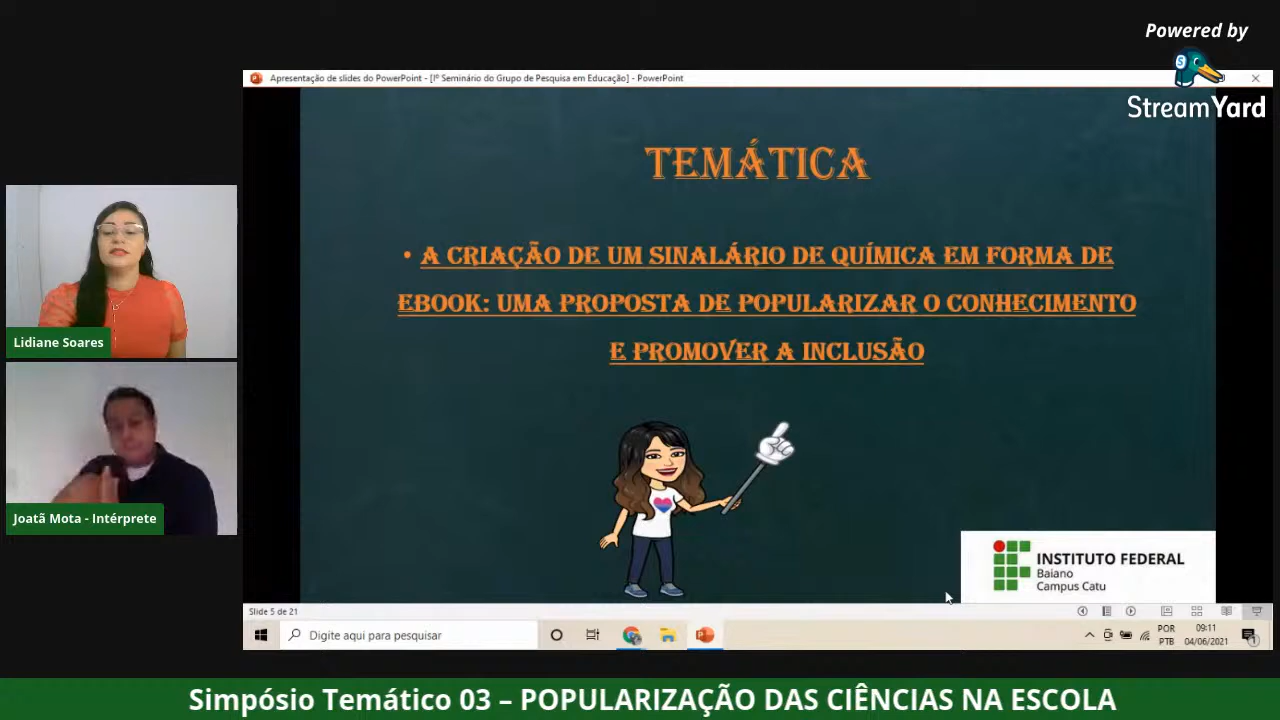 Powered by
StreamYard
Apresentação de slides do PowerPoint - [Iº Seminário do Grupo de Pesquisa em Educação] - PowerPoint
TEMÁTICA
• A CRIAÇÃO DE UM SINALÁRIO DE QUÍMICA EM FORMA DE
EBOOK: UMA PROPOSTA DE POPULARIZAR O CONHECIMENTO
E PROMOVER A INCLUSÃO
Lidiane Soares
Joatã Mota - Intérprete
INSTITUTO FEDERAL
Baiano
Campus Catu
Slide 5 de 21
Digite aqui para pesquisar
POR
PTB
09:11
04/06/2021
1
Simpósio Temático 03 – POPULARIZAÇÃO DAS CIÊNCIAS NA ESCOLA